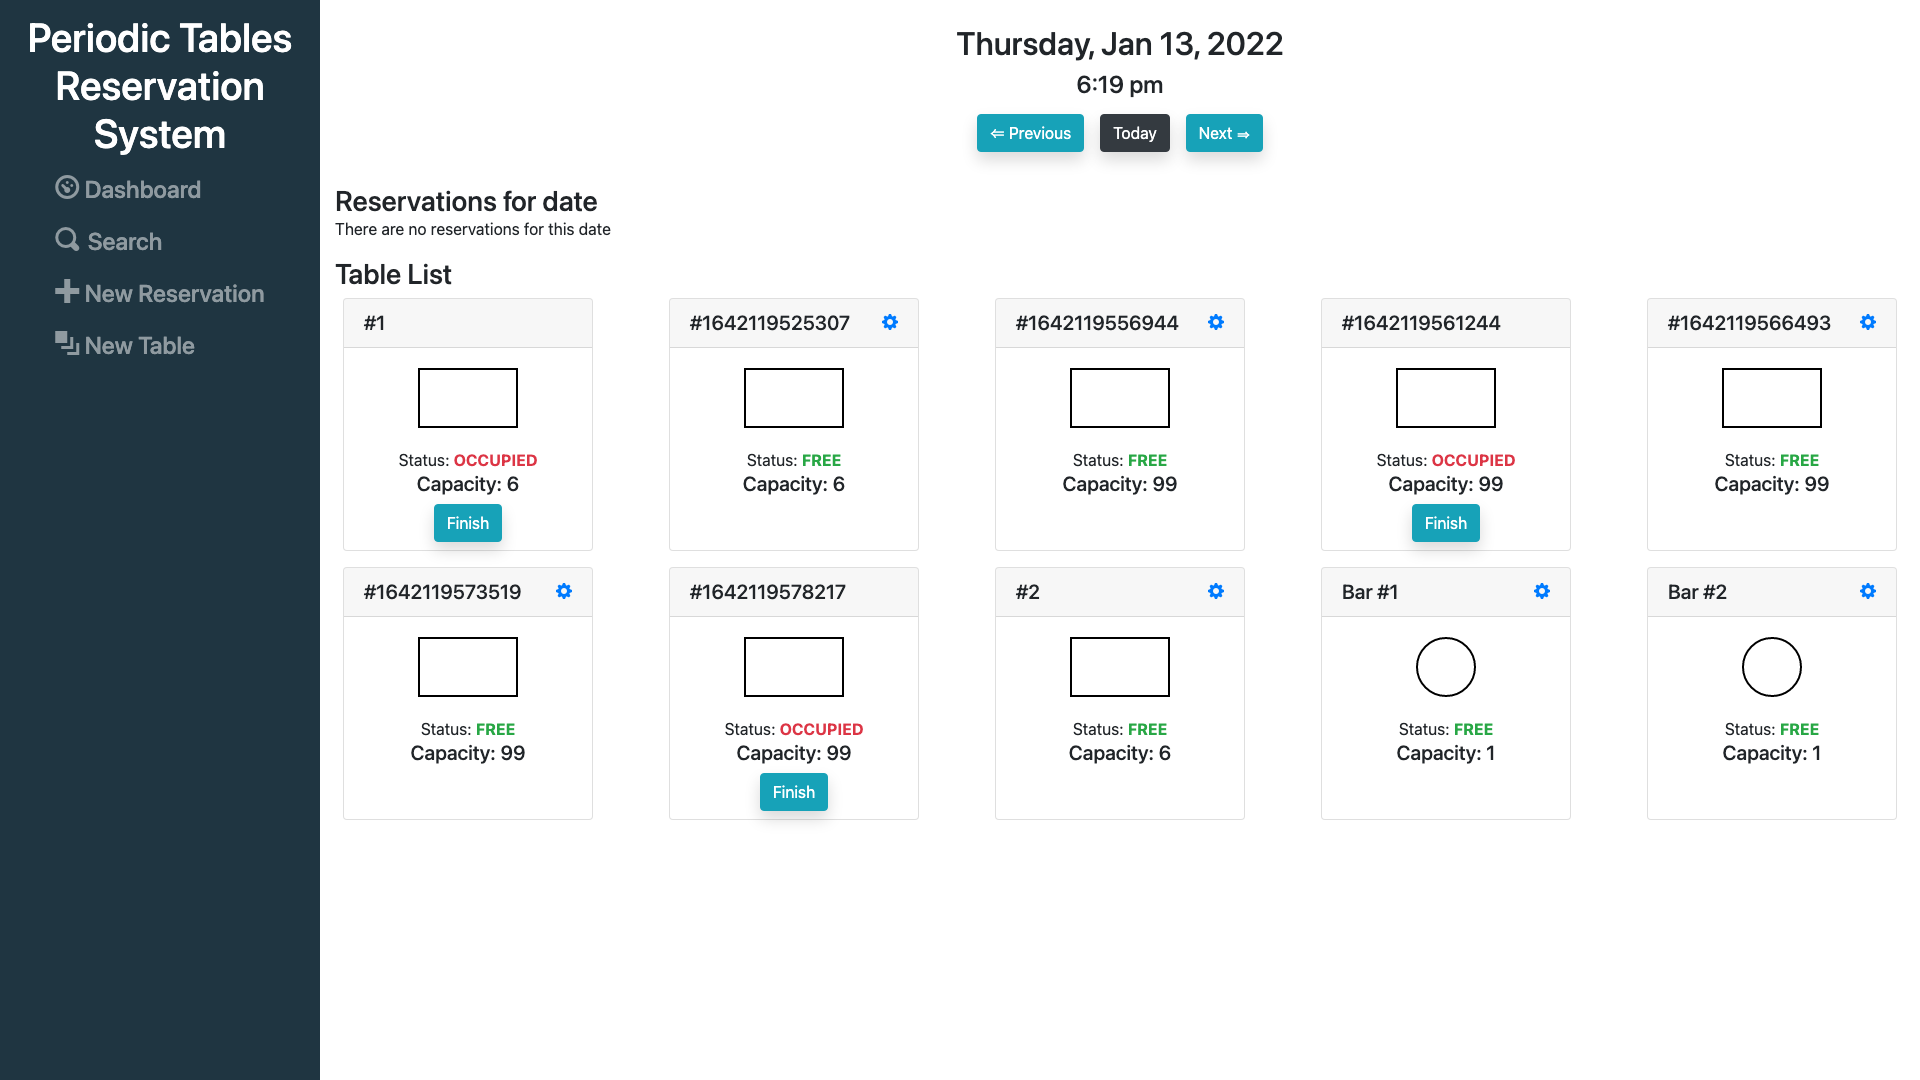 Periodic Tables
Reservation
System
Dashboard
Search
New Reservation
New Table
Thursday, Jan 13, 2022
6:19 pm
⇐ Previous
Today
Next ⇒
Reservations for date
There are no reservations for this date
Table List
#1
Status: OCCUPIED
Capacity: 6
Finish
#1642119525307
Status: FREE
Capacity: 6
#1642119556944
Status: FREE
Capacity: 99
#1642119561244
Status: OCCUPIED
Capacity: 99
Finish
#1642119566493
Status: FREE
Capacity: 99
#1642119573519
Status: FREE
Capacity: 99
#1642119578217
Status: OCCUPIED
Capacity: 99
Finish
#2
Status: FREE
Capacity: 6
Bar #1
Status: FREE
Capacity: 1
Bar #2
Status: FREE
Capacity: 1